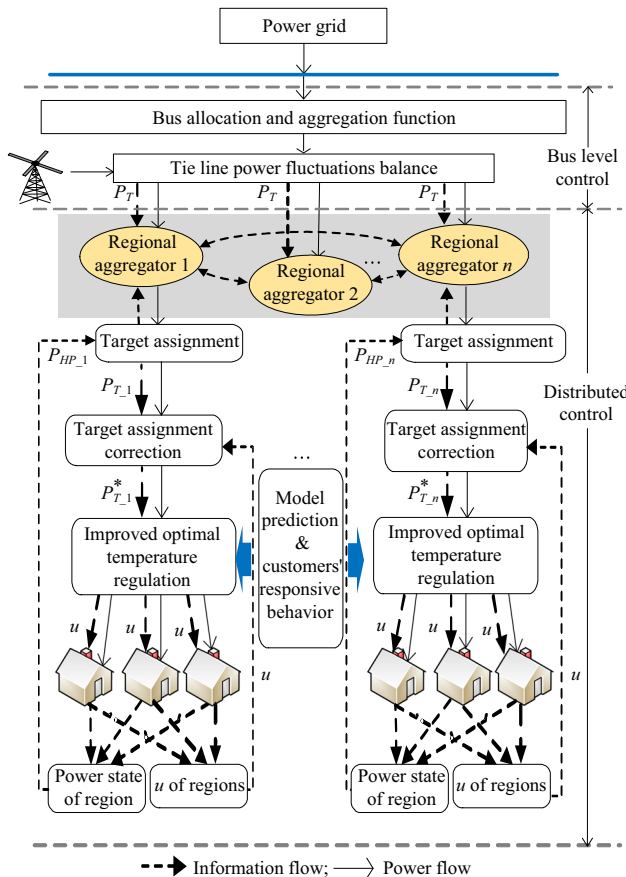 Power grid
Bus allocation and aggregation function
Tie line power fluctuations balance
Bus level
control
P_T
P_T
P_T
Regional
aggregator 1
Regional
aggregator 2
...
Regional
aggregator n
Target assignment
Target assignment
P_HP_1
P_HP_n
P_T_1
P_T_n
Distributed
control
Target assignment
correction
Target assignment
correction
...
P*_T_1
P*_T_n
Model
prediction
&
customers'
responsive
behavior
Improved optimal
temperature
regulation
Improved optimal
temperature
regulation
u
u
u
u
u
u
u
u
Power state
of region
u of regions
Power state
of region
u of regions
Information flow;
Power flow